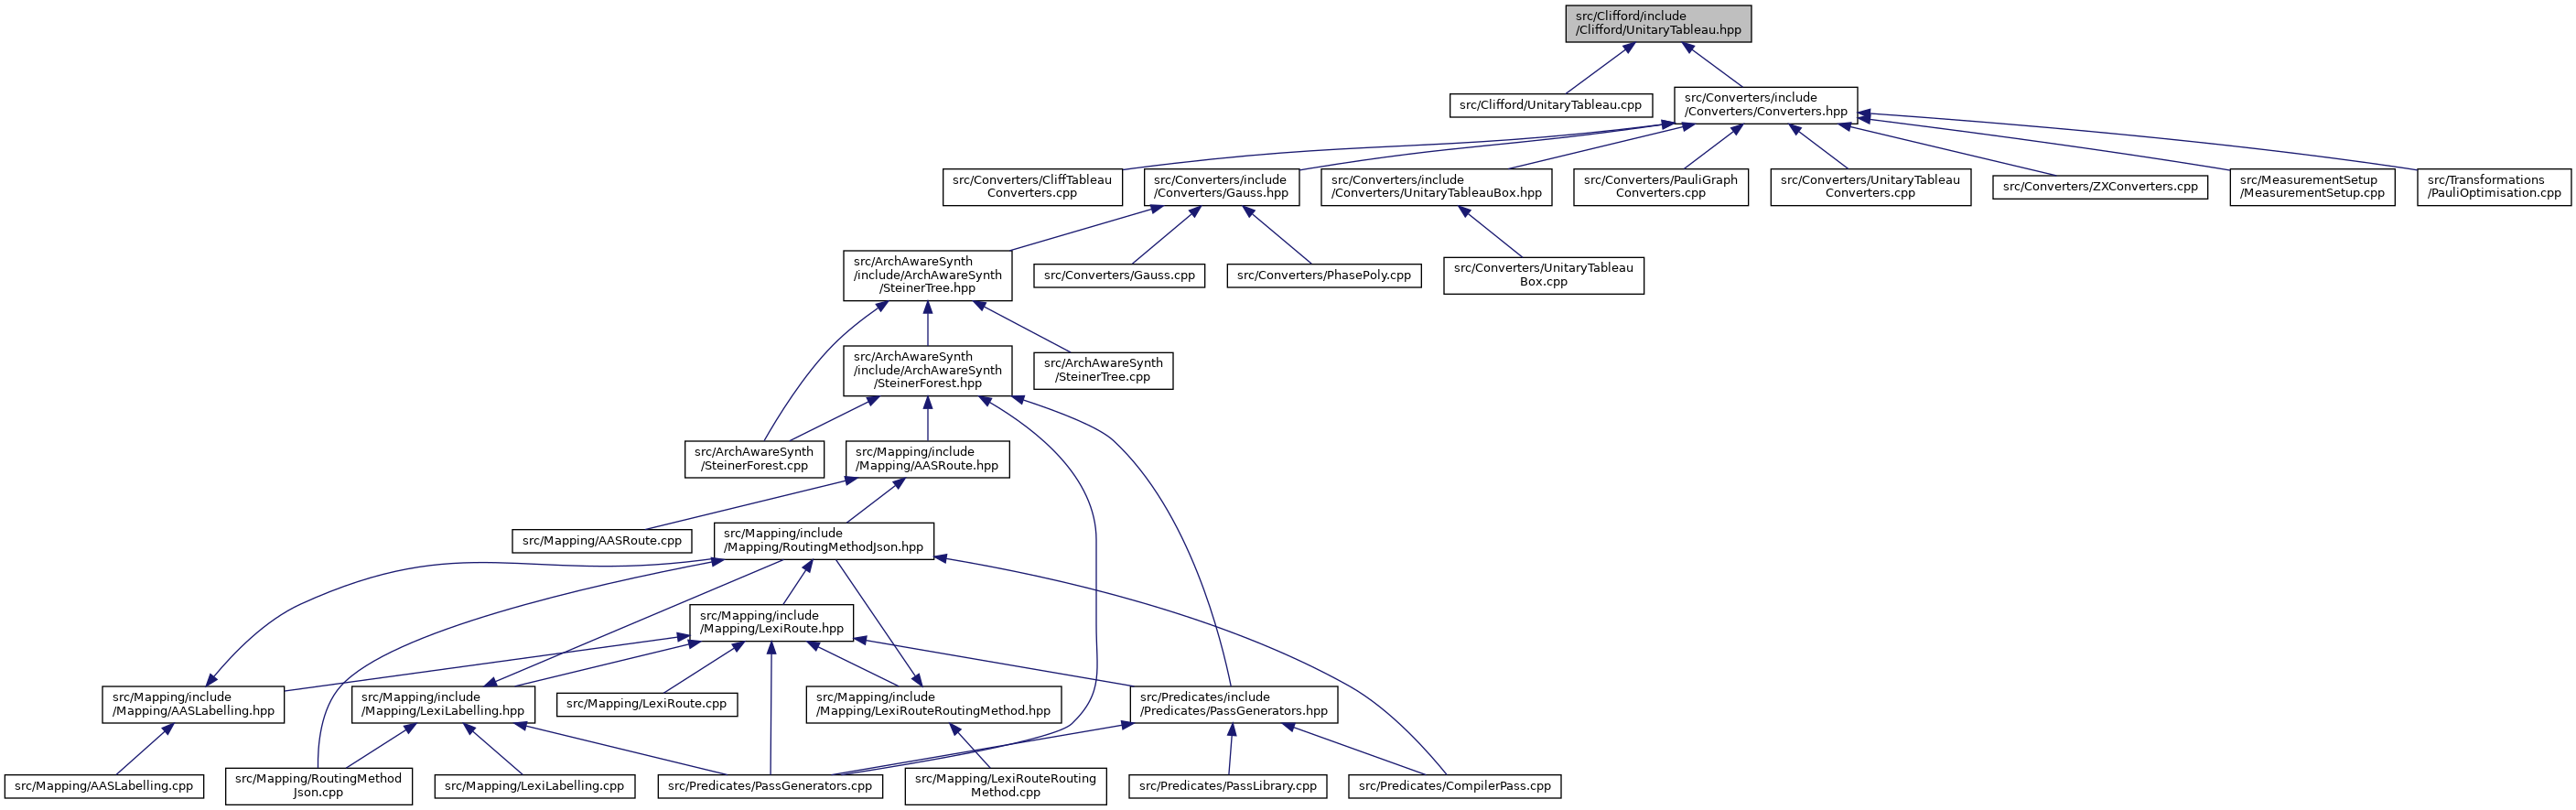 src/Clifford/include
/Clifford/UnitaryTableau.hpp
src/Clifford/UnitaryTableau.cpp
src/Converters/include
/Converters/Converters.hpp
src/Converters/CliffTableau
Converters.cpp
src/Converters/include
/Converters/Gauss.hpp
src/Converters/include
/Converters/UnitaryTableauBox.hpp
src/Converters/PauliGraph
Converters.cpp
src/Converters/UnitaryTableau
Converters.cpp
src/Converters/ZXConverters.cpp
src/MeasurementSetup
/MeasurementSetup.cpp
src/Transformations
/PauliOptimisation.cpp
src/ArchAwareSynth
/include/ArchAwareSynth
/SteinerTree.hpp
src/Converters/Gauss.cpp
src/Converters/PhasePoly.cpp
src/Converters/UnitaryTableau
Box.cpp
src/ArchAwareSynth
/include/ArchAwareSynth
/SteinerForest.hpp
src/ArchAwareSynth
/SteinerTree.cpp
src/ArchAwareSynth
/SteinerForest.cpp
src/Mapping/include
/Mapping/AASRoute.hpp
src/Mapping/AASRoute.cpp
src/Mapping/include
/Mapping/RoutingMethodJson.hpp
src/Mapping/include
/Mapping/LexiRoute.hpp
src/Mapping/include
/Mapping/AASLabelling.hpp
src/Mapping/include
/Mapping/LexiLabelling.hpp
src/Mapping/LexiRoute.cpp
src/Mapping/include
/Mapping/LexiRouteRoutingMethod.hpp
src/Predicates/include
/Predicates/PassGenerators.hpp
src/Mapping/AASLabelling.cpp
src/Mapping/RoutingMethod
Json.cpp
src/Mapping/LexiLabelling.cpp
src/Predicates/PassGenerators.cpp
src/Mapping/LexiRouteRouting
Method.cpp
src/Predicates/PassLibrary.cpp
src/Predicates/CompilerPass.cpp